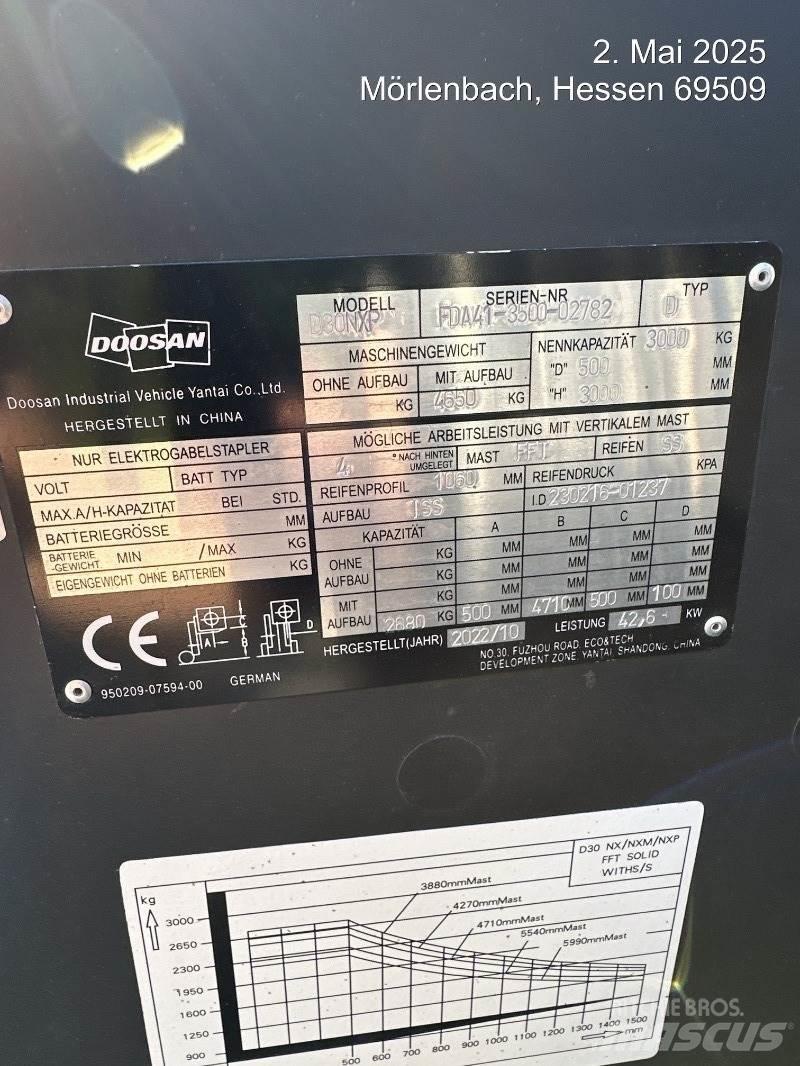 2. Mai 2025
Mörlenbach, Hessen 69509
DOOSAN
Doosan Industrial Vehicle Yantai Co.,Ltd.
HERGESTELLT IN CHINA
MODELL D30NXP
SERIEN-NR FDA41-3500-02782
TYP D
MASCHINENGEWICHT
OHNE AUFBAU KG
MIT AUFBAU 4650 KG
NENNKAPAZITÄT 3000 KG
"D" 500 MM
"H" 3000 MM
NUR ELEKTROGABELSTAPLER
VOLT BATT TYP
MAX.A/H-KAPAZITAT BEI STD.
BATTERIEGRÖSSE MM
BATTERIE-GEWICHT. MIN /MAX KG
EIGENGEWICHT OHNE BATTERIEN KG
MÖGLICHE ARBEITSLEISTUNG MIT VERTIKALEM MAST
° NACH HINTEN UMGELEGT MAST FFT REIFEN SS
REIFENPROFIL 1060 MM REIFENDRUCK KPA
AUFBAU ISS I.D 230216-01237
KAPAZITÄT A B C D
OHNE AUFBAU
KG MM MM MM MM
KG MM MM MM MM
MIT AUFBAU
KG MM MM MM MM
2680 KG 500 MM 4710 MM 500 MM 100 MM
HERGESTELLT(JAHR) 2022/10 LEISTUNG 42,6 KW
CE
A B C D
950209-07594-00 GERMAN
NO.30, FUZHOU ROAD, ECO&TECH
DEVELOPMENT ZONE, YANTAI, SHANDONG, CHINA
D30 NX/NXM/NXP
FFT SOLID
WITHS/S
kg
3880mmMast
4270mmMast
4710mmMast
5540mmMast
5990mmMast
3000
2650
2300
1950
1600
1250
900
500 600 700 800 900 1000 1100 1200 1300 1400 1500
mm